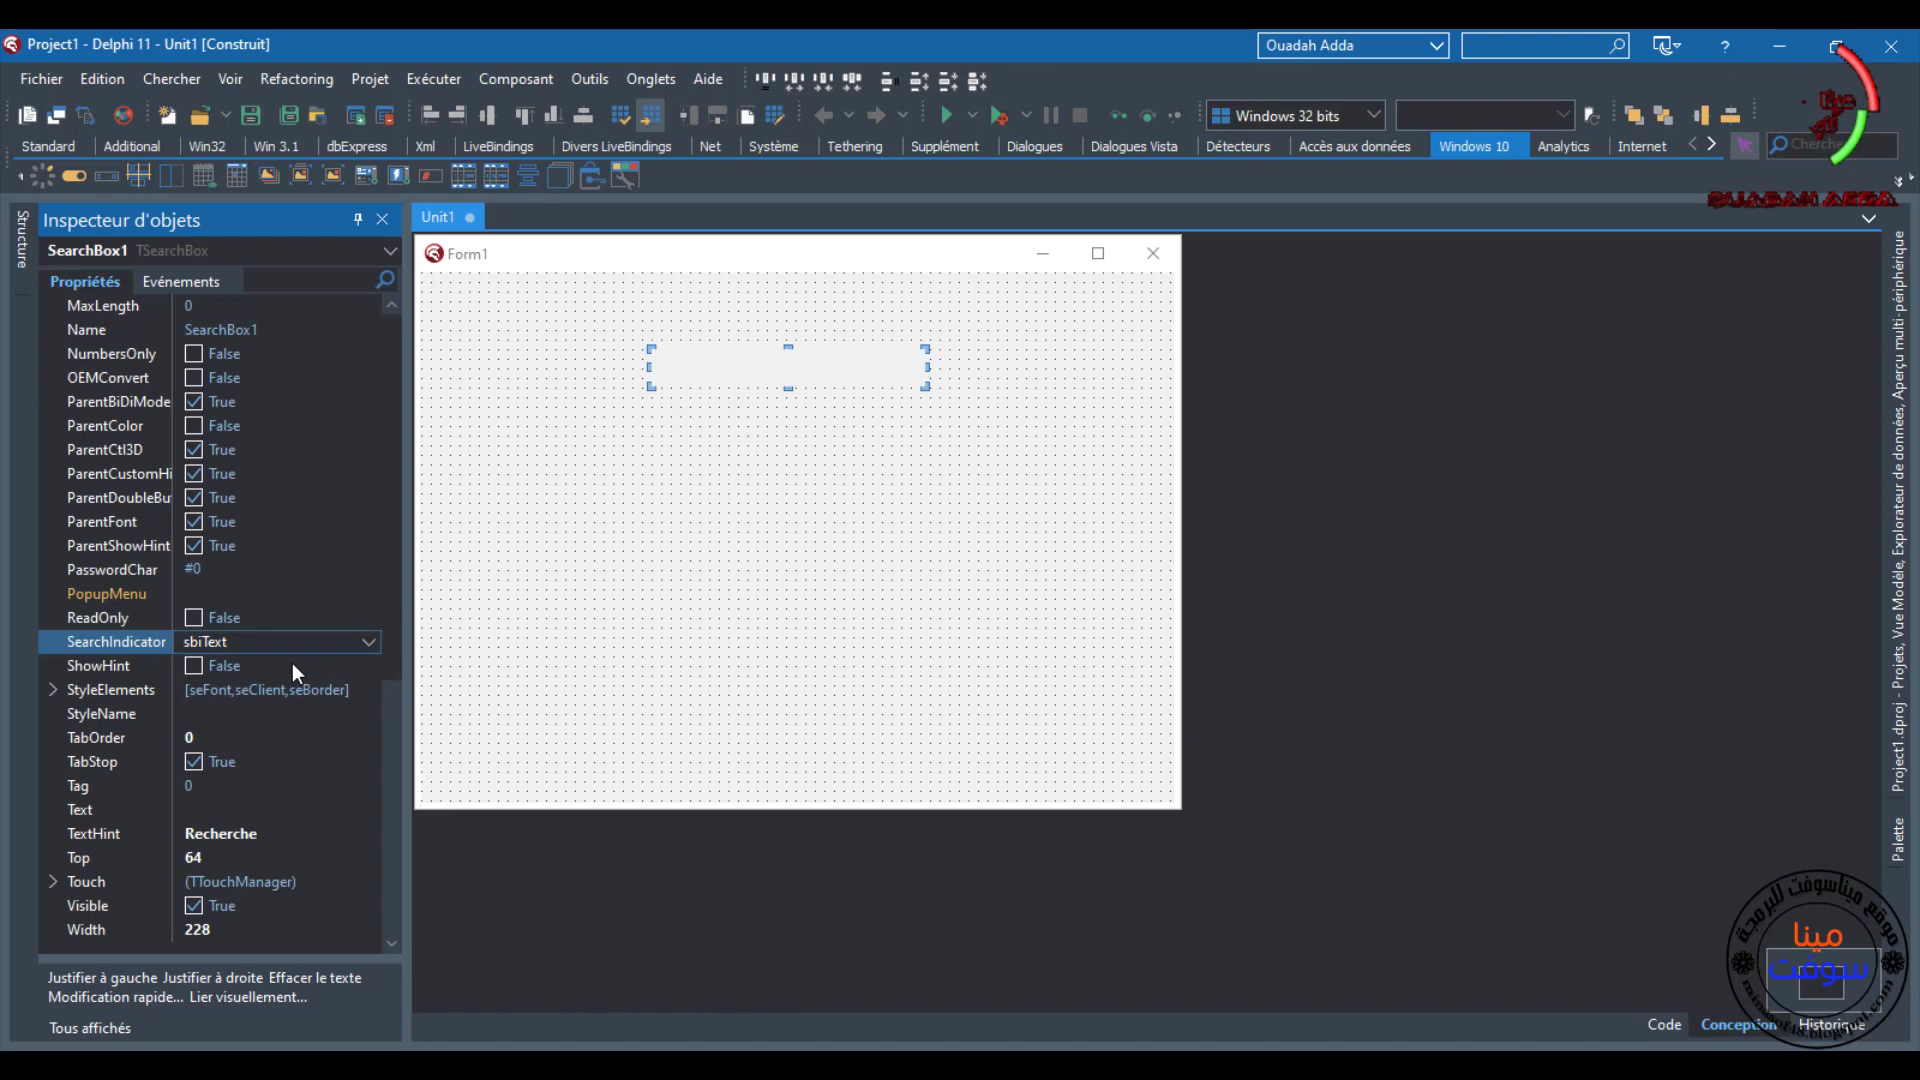 Project1 - Delphi 11 - Unit1 [Construit]
Ouadah Adda
Fichier Edition Chercher Voir Refactoring Projet Exécuter Composant Outils Onglets Aide
Windows 32 bits
Standard Additional Win32 Win 3.1 dbExpress Xml LiveBindings Divers LiveBindings Net Système Tethering Supplément Dialogues Dialogues Vista Détecteurs Accès aux données Windows 10 Analytics Internet
Structure
Inspecteur d'objets
Unit1
SearchBox1 TSearchBox
Form1
Propriétés Evénements
MaxLength 0
Name SearchBox1
NumbersOnly False
OEMConvert False
ParentBiDiMode True
ParentColor False
ParentCtl3D True
ParentCustomHi True
ParentDoubleBu True
ParentFont True
ParentShowHint True
PasswordChar #0
PopupMenu
ReadOnly False
SearchIndicator sbiText
ShowHint False
StyleElements [seFont,seClient,seBorder]
StyleName
TabOrder 0
TabStop True
Tag 0
Text
TextHint Recherche
Top 64
Touch (TTouchManager)
Visible True
Width 228
Justifier à gauche Justifier à droite Effacer le texte
Modification rapide... Lier visuellement...
Tous affichés
Code Conception Historique
Project1.dproj - Projets, Vue Modèle, Explorateur de données, Aperçu multi-périphérique
Palette
موقع ميناسوفت للبرمجة
مينا
سوفت